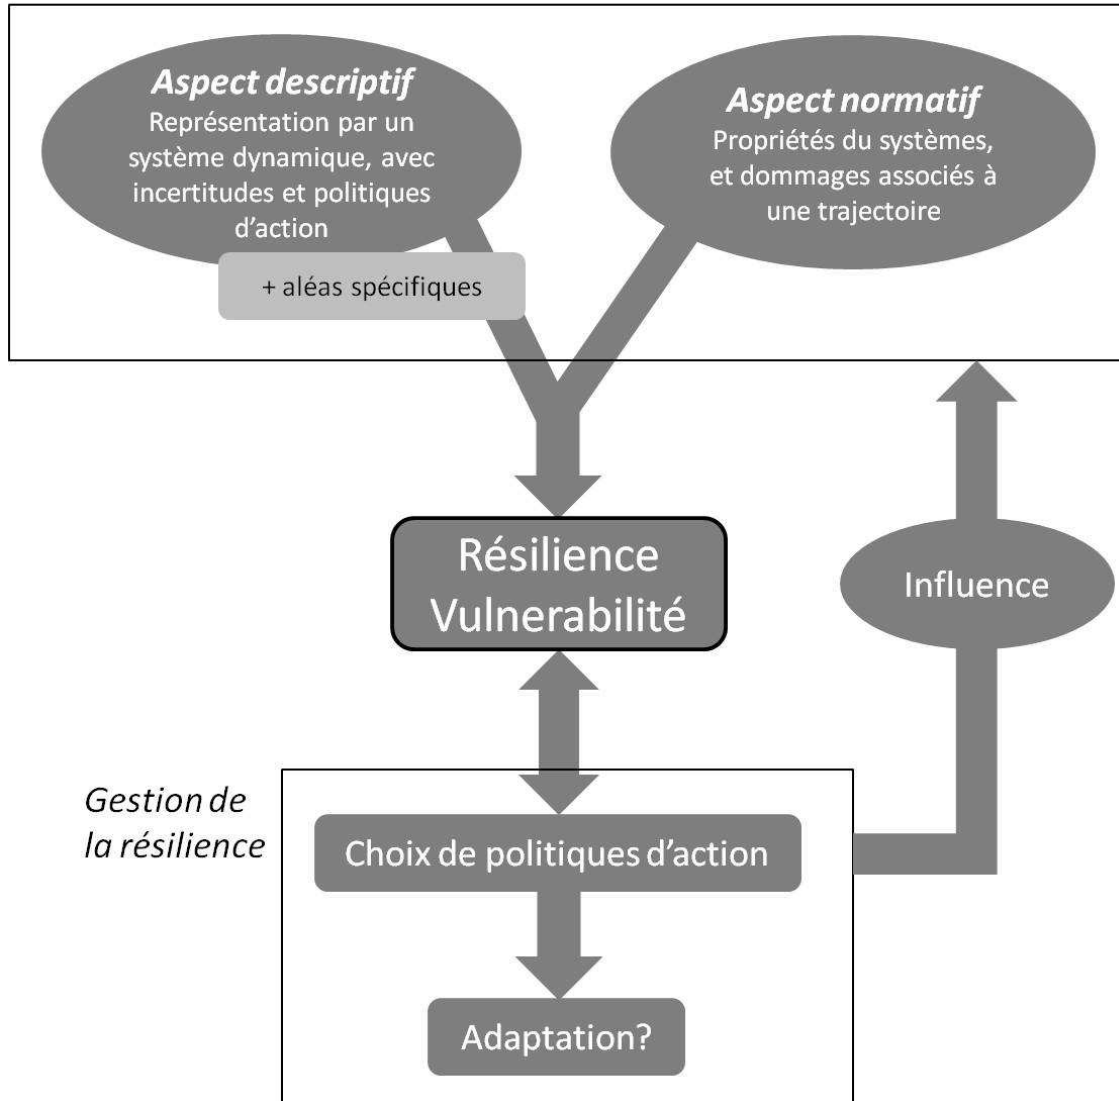 Aspect descriptif
Représentation par un
système dynamique, avec
incertitudes et politiques
d'action
+ aléas spécifiques
Aspect normatif
Propriétés du systèmes,
et dommages associés à
une trajectoire
Résilience
Vulnerabilité
Influence
Gestion de
la résilience
Choix de politiques d'action
Adaptation?